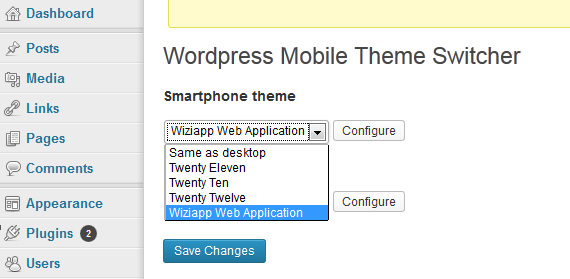 Dashboard
Posts
Media
Links
Pages
Comments
Appearance
Plugins 2
Users
Wordpress Mobile Theme Switcher
Smartphone theme
Wiziapp Web Application Configure
Same as desktop
Twenty Eleven
Twenty Ten
Twenty Twelve
Wiziapp Web Application
Configure
Save Changes